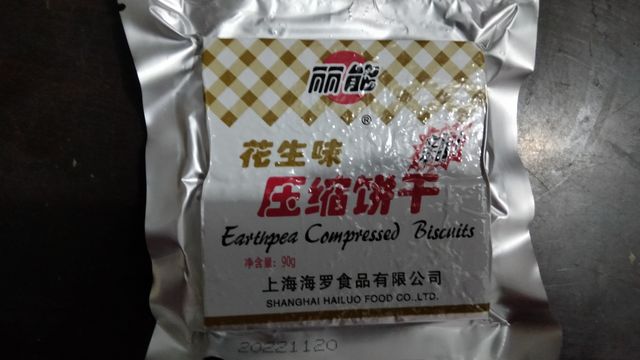 丽能
®
花生味
压缩饼干
Earthpea Compressed Biscuits
净含量：90g
上海海罗食品有限公司
SHANGHAI HAILUO FOOD CO.,LTD.
20221120